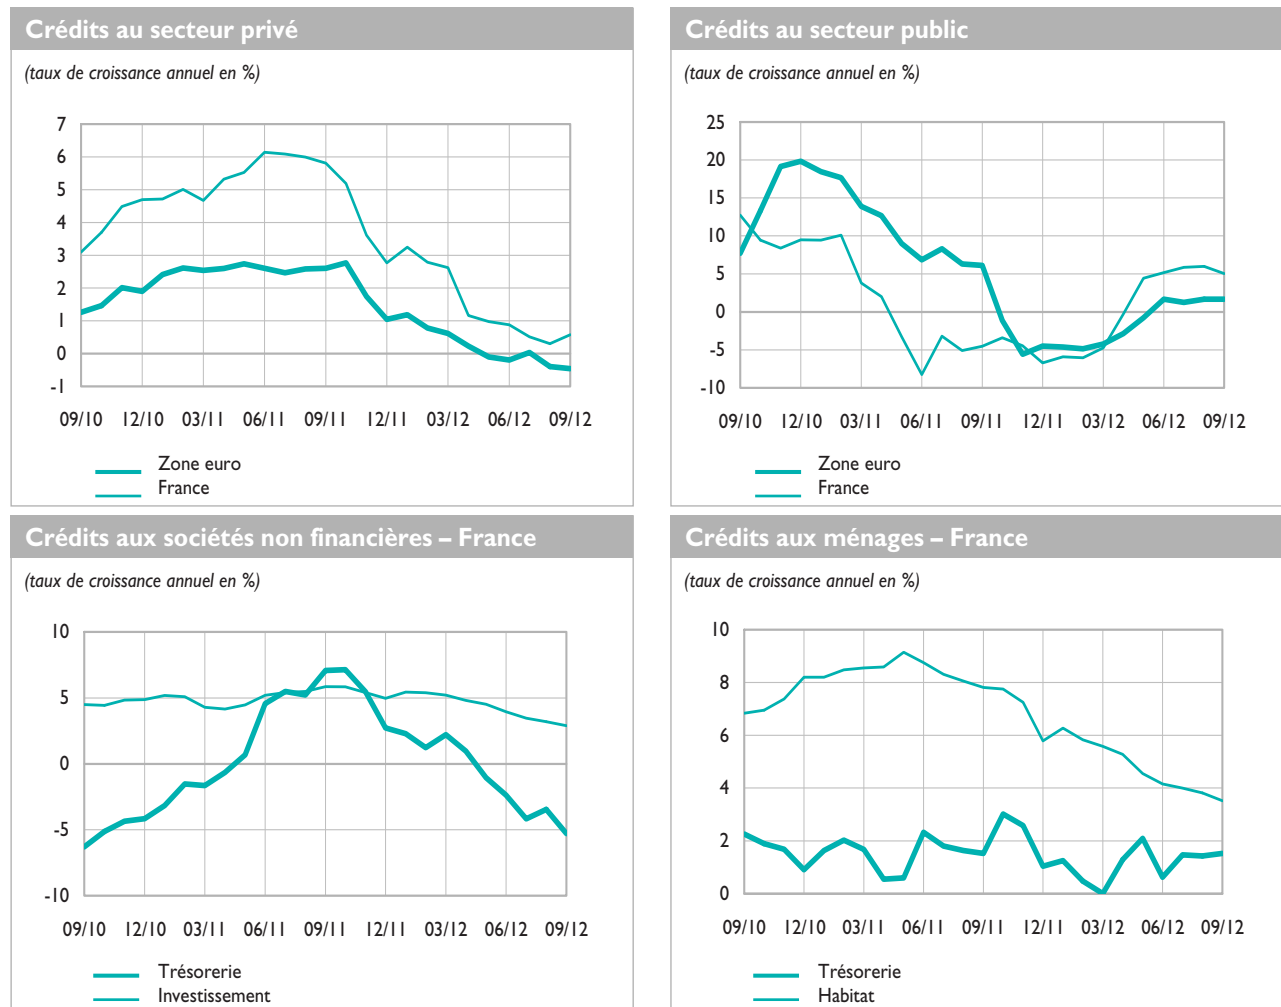 Crédits au secteur privé
(taux de croissance annuel en %)
7
6
5
4
3
2
1
0
-1
09/10 12/10 03/11 06/11 09/11 12/11 03/12 06/12 09/12
Zone euro
France
Crédits au secteur public
(taux de croissance annuel en %)
25
20
15
10
5
0
-5
-10
09/10 12/10 03/11 06/11 09/11 12/11 03/12 06/12 09/12
Zone euro
France
Crédits aux sociétés non financières – France
(taux de croissance annuel en %)
10
5
0
-5
-10
09/10 12/10 03/11 06/11 09/11 12/11 03/12 06/12 09/12
Trésorerie
Investissement
Crédits aux ménages – France
(taux de croissance annuel en %)
10
8
6
4
2
0
09/10 12/10 03/11 06/11 09/11 12/11 03/12 06/12 09/12
Trésorerie
Habitat